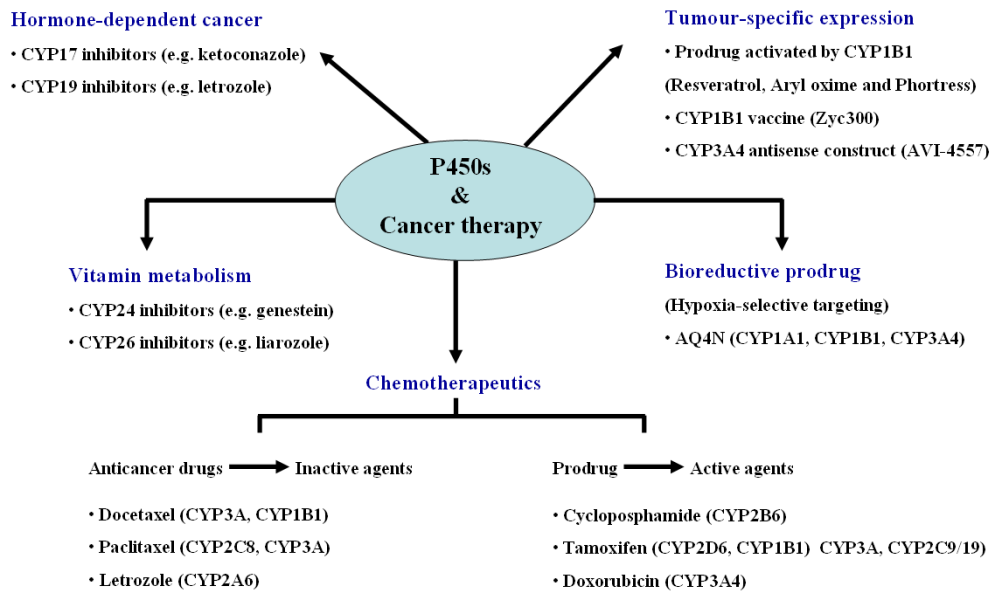 Hormone-dependent cancer
• CYP17 inhibitors (e.g. ketoconazole)
• CYP19 inhibitors (e.g. letrozole)
Tumour-specific expression
• Prodrug activated by CYP1B1
(Resveratrol, Aryl oxime and Phortress)
• CYP1B1 vaccine (Zyc300)
• CYP3A4 antisense construct (AVI-4557)
P450s
&
Cancer therapy
Vitamin metabolism
• CYP24 inhibitors (e.g. genestein)
• CYP26 inhibitors (e.g. liarozole)
Bioreductive prodrug
(Hypoxia-selective targeting)
• AQ4N (CYP1A1, CYP1B1, CYP3A4)
Chemotherapeutics
Anticancer drugs Inactive agents
• Docetaxel (CYP3A, CYP1B1)
• Paclitaxel (CYP2C8, CYP3A)
• Letrozole (CYP2A6)
Prodrug Active agents
• Cycloposphamide (CYP2B6)
• Tamoxifen (CYP2D6, CYP1B1) CYP3A, CYP2C9/19)
• Doxorubicin (CYP3A4)